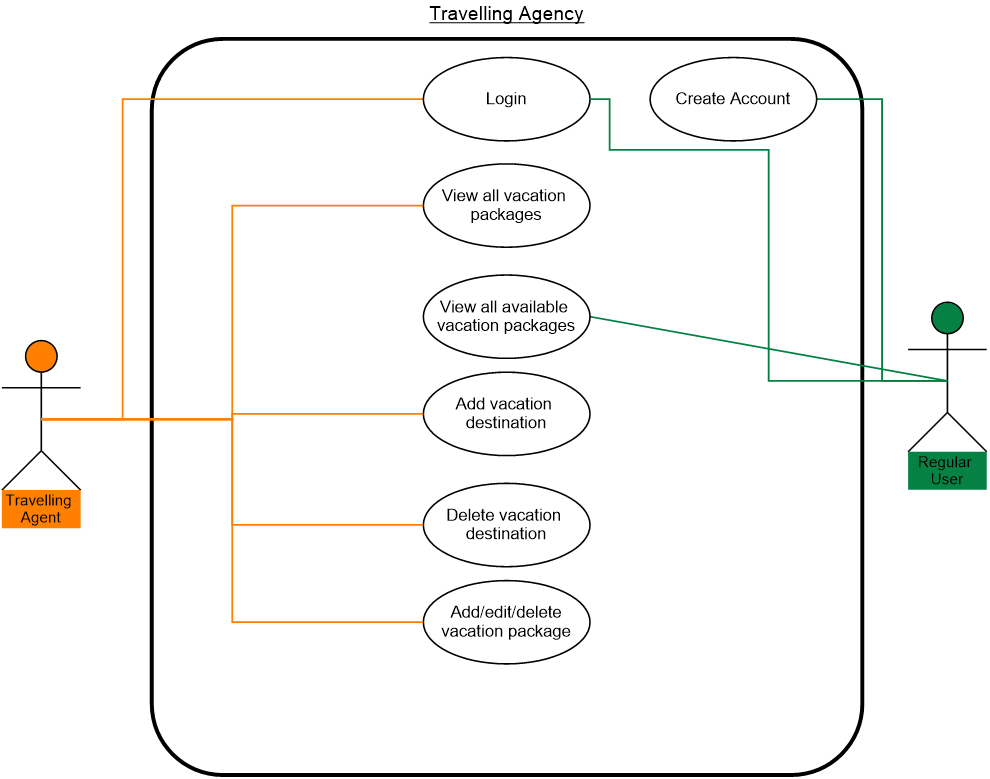 Travelling Agency
Login
Create Account
View all vacation
packages
View all available
vacation packages
Add vacation
destination
Delete vacation
destination
Add/edit/delete
vacation package
Travelling
Agent
Regular
User